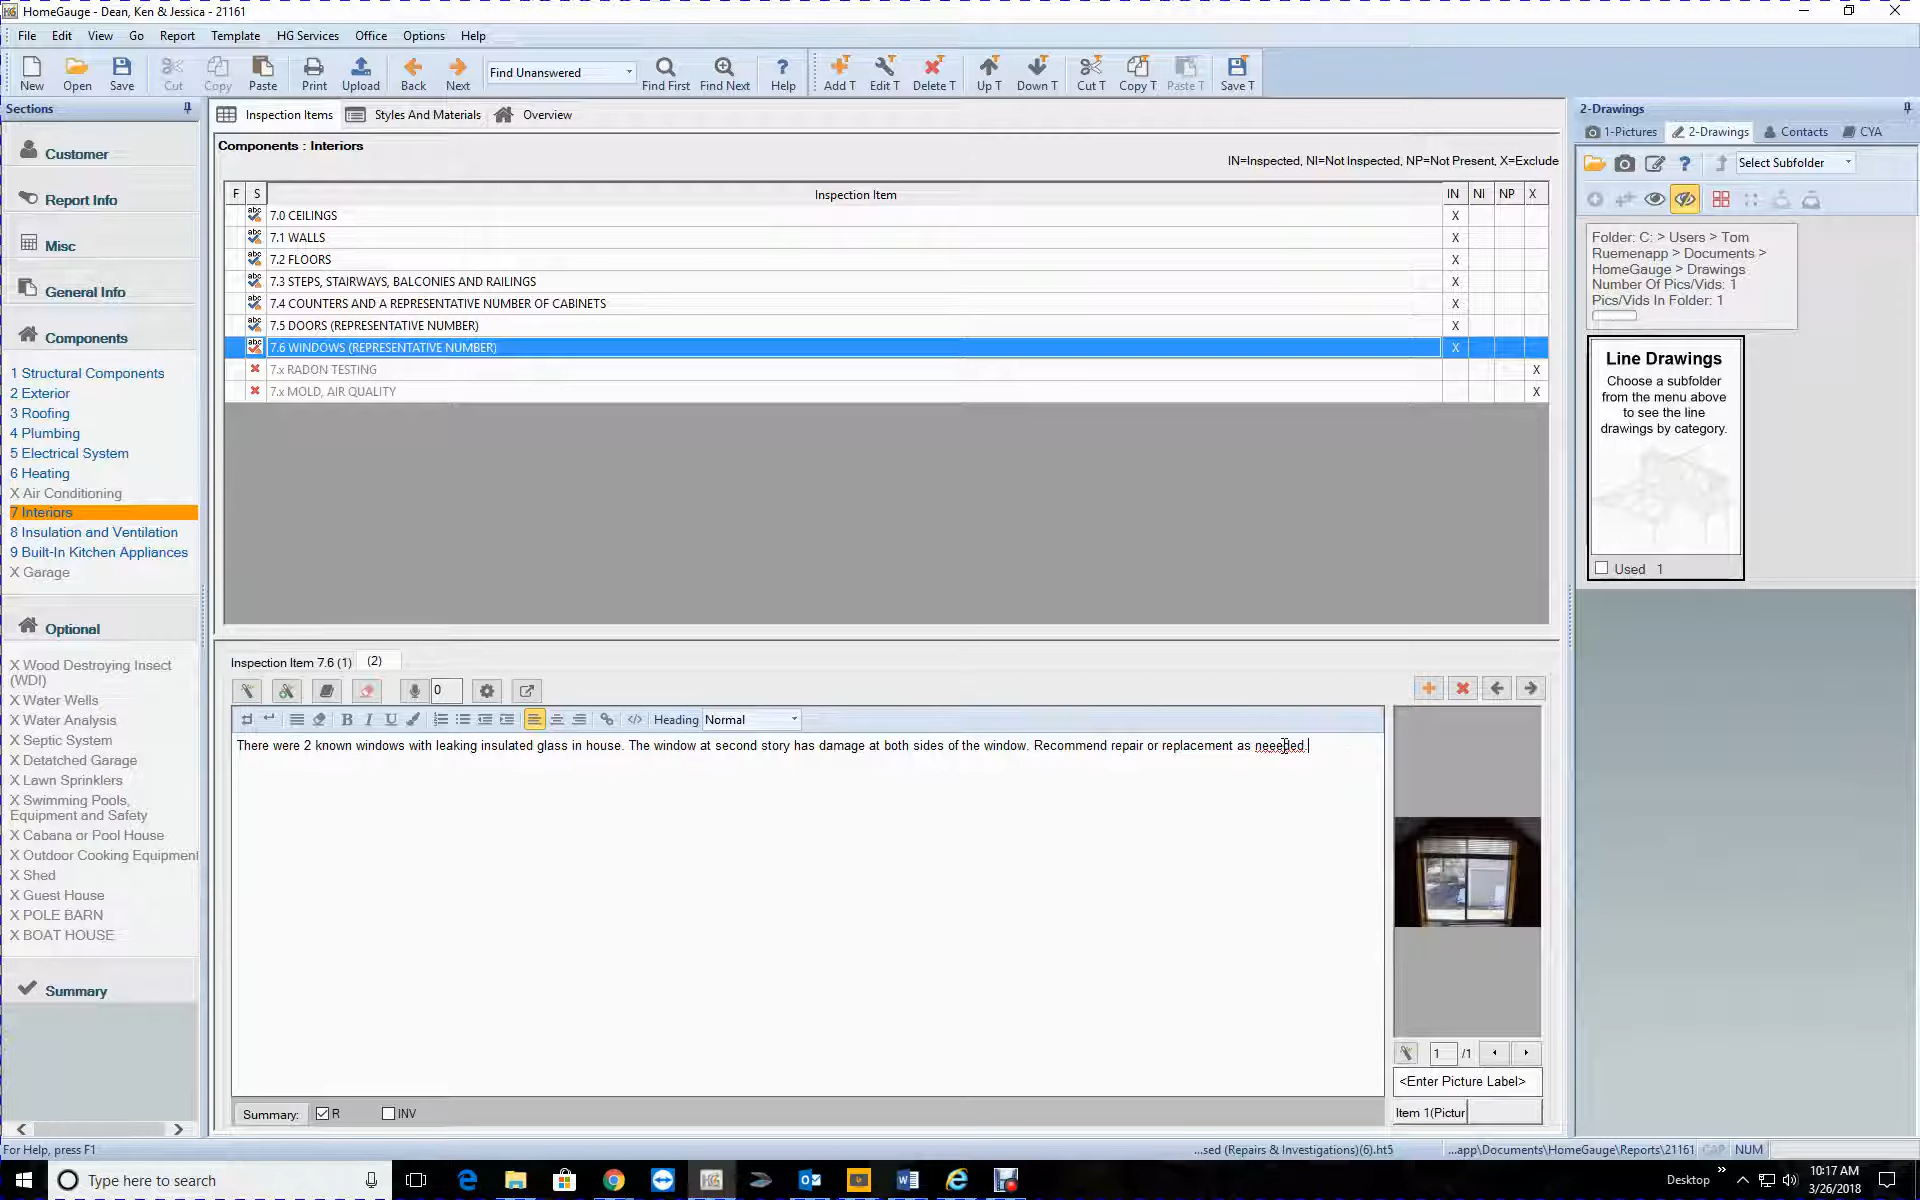 HomeGauge - Dean, Ken & Jessica - 21161
File Edit View Go Report Template HG Services Office Options Help
New Open Save Cut Copy Paste Print Upload Back Next Find Unanswered Find First Find Next Help Add T Edit T Delete T Up T Down T Cut T Copy T Paste T Save T
Sections
Customer
Report Info
Misc
General Info
Components
1 Structural Components
2 Exterior
3 Roofing
4 Plumbing
5 Electrical System
6 Heating
X Air Conditioning
7 Interiors
8 Insulation and Ventilation
9 Built-In Kitchen Appliances
X Garage
Optional
X Wood Destroying Insect
(WDI)
X Water Wells
X Water Analysis
X Septic System
X Detatched Garage
X Lawn Sprinklers
X Swimming Pools,
Equipment and Safety
X Cabana or Pool House
X Outdoor Cooking Equipment
X Shed
X Guest House
X POLE BARN
X BOAT HOUSE
Summary
Inspection Items Styles And Materials Overview
Components : Interiors
IN=Inspected, NI=Not Inspected, NP=Not Present, X=Exclude
F S Inspection Item IN NI NP X
7.0 CEILINGS X
7.1 WALLS X
7.2 FLOORS X
7.3 STEPS, STAIRWAYS, BALCONIES AND RAILINGS X
7.4 COUNTERS AND A REPRESENTATIVE NUMBER OF CABINETS X
7.5 DOORS (REPRESENTATIVE NUMBER) X
7.6 WINDOWS (REPRESENTATIVE NUMBER) X
7.x RADON TESTING X
7.x MOLD, AIR QUALITY X
Inspection Item 7.6 (1) (2)
0
B I U Heading Normal
There were 2 known windows with leaking insulated glass in house. The window at second story has damage at both sides of the window. Recommend repair or replacement as neeeded.
1 /1
<Enter Picture Label>
Item 1(Pictur
Summary: R INV
2-Drawings
1-Pictures 2-Drawings Contacts CYA
Select Subfolder
Folder: C: > Users > Tom
Ruemenapp > Documents >
HomeGauge > Drawings
Number Of Pics/Vids: 1
Pics/Vids In Folder: 1
Line Drawings
Choose a subfolder
from the menu above
to see the line
drawings by category.
Used 1
For Help, press F1 ...sed (Repairs & Investigations)(6).ht5 ...app\Documents\HomeGauge\Reports\21161 CAP NUM
Type here to search Desktop 10:17 AM
3/26/2018